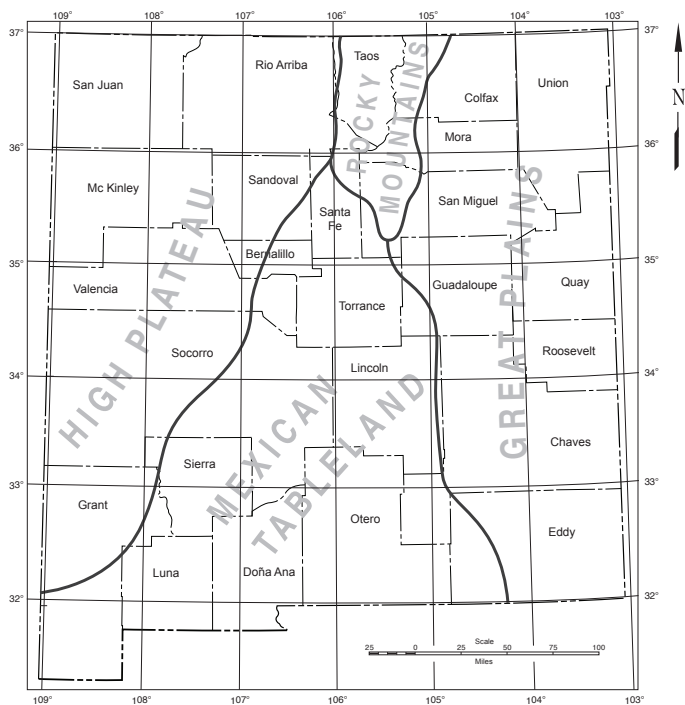 109° 108° 107° 106° 105° 104° 103°
37° 37°
N
San Juan
Rio Arriba
Taos
Colfax
Union
Mora
ROCKY
MOUNTAINS
36° 36°
Mc Kinley
Sandoval
Santa
Fe
San Miguel
Bernalillo
35° 35°
Valencia
Torrance
Guadaloupe
Quay
HIGH PLATEAU
GREAT PLAINS
Socorro
Lincoln
Roosevelt
34° 34°
MEXICAN
TABLELAND
Chaves
Sierra
33° 33°
Grant
Otero
Eddy
Luna
Doña Ana
32° 32°
Scale
25 0 25 50 75 100
Miles
109° 108° 107° 106° 105° 104° 103°